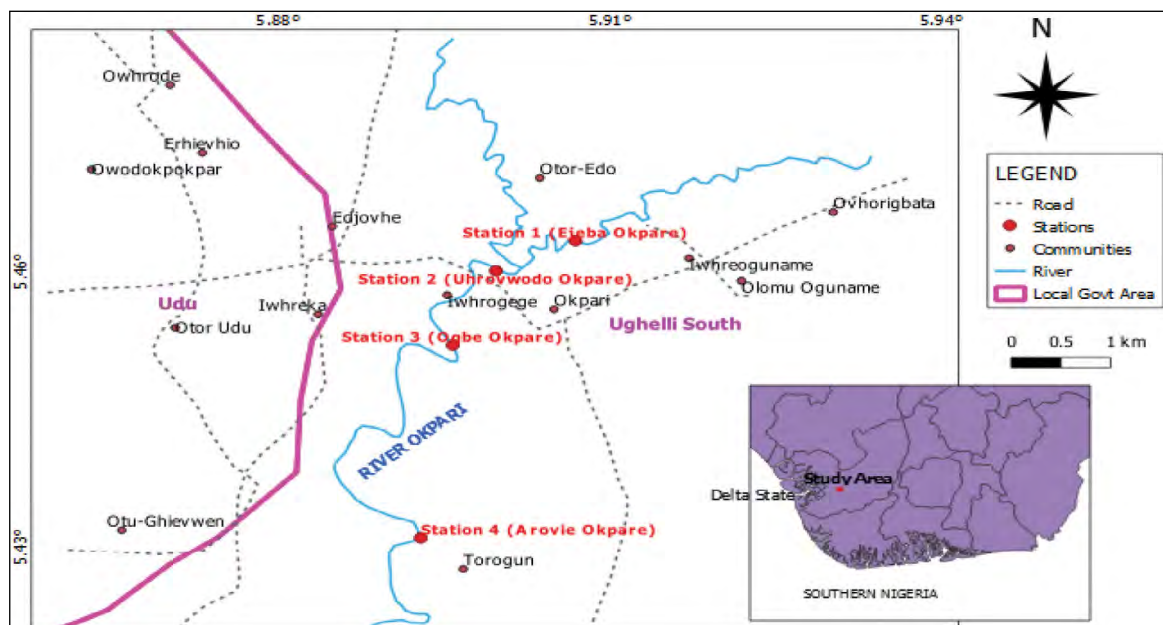 5.88°
5.91°
5.94°
N
Owhrode
Erhievhio
Owodokpokpar
Otor-Edo
LEGEND
Road
Stations
Communities
River
Local Govt Area
Ovhorigbata
Edjovhe
Station 1 (Ejeba Okpare)
5.46°
Station 2 (Uhrovwodo Okpare)
Iwhreoguname
Olomu Oguname
Udu
Iwhreka
Iwhrogege
Okpari
Otor Udu
Ughelli South
Station 3 (Ogbe Okpare)
0 0.5 1 km
RIVER OKPARI
Study Area
Delta State
Otu-Ghievwen
Station 4 (Arovie Okpare)
5.43°
Torogun
SOUTHERN NIGERIA